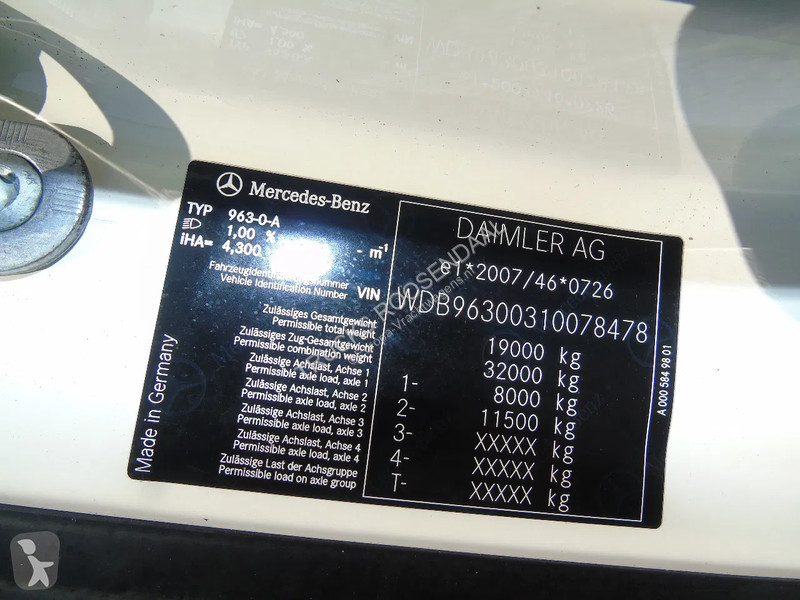 Mercedes-Benz
TYP 963-0-A
1,00 %
iHA= 4,300 - m⁻¹
Fahrzeugidentifizierungsnummer
Vehicle Identification Number VIN
Zulässiges Gesamtgewicht
Permissible total weight
Zulässiges Zug-Gesamtgewicht
Permissible combination weight
Zulässige Achslast, Achse 1
Permissible axle load, axle 1
Zulässige Achslast, Achse 2
Permissible axle load, axle 2
Zulässige Achslast, Achse 3
Permissible axle load, axle 3
Zulässige Achslast, Achse 4
Permissible axle load, axle 4
Zulässige Last der Achsgruppe
Permissible load on axle group
Made in Germany
DAIMLER AG
e1*2007/46*0726
WDB96300310078478
19000 kg
32000 kg
1- 8000 kg
2- 11500 kg
3- XXXXX kg
4- XXXXX kg
T- XXXXX kg
A 000 584 98 01